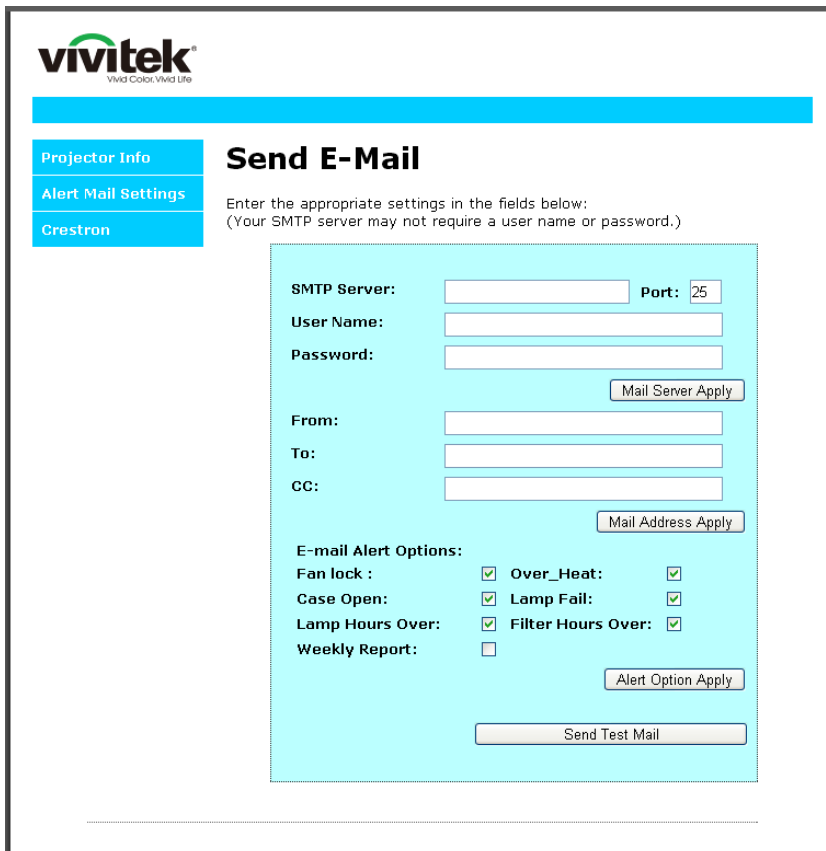 vivitek®
Vivid Color. Vivid Life
Projector Info
Alert Mail Settings
Crestron
Send E-Mail
Enter the appropriate settings in the fields below:
(Your SMTP server may not require a user name or password.)
SMTP Server: Port: 25
User Name:
Password:
Mail Server Apply
From:
To:
CC:
Mail Address Apply
E-mail Alert Options:
Fan lock : Over_Heat:
Case Open: Lamp Fail:
Lamp Hours Over: Filter Hours Over:
Weekly Report:
Alert Option Apply
Send Test Mail